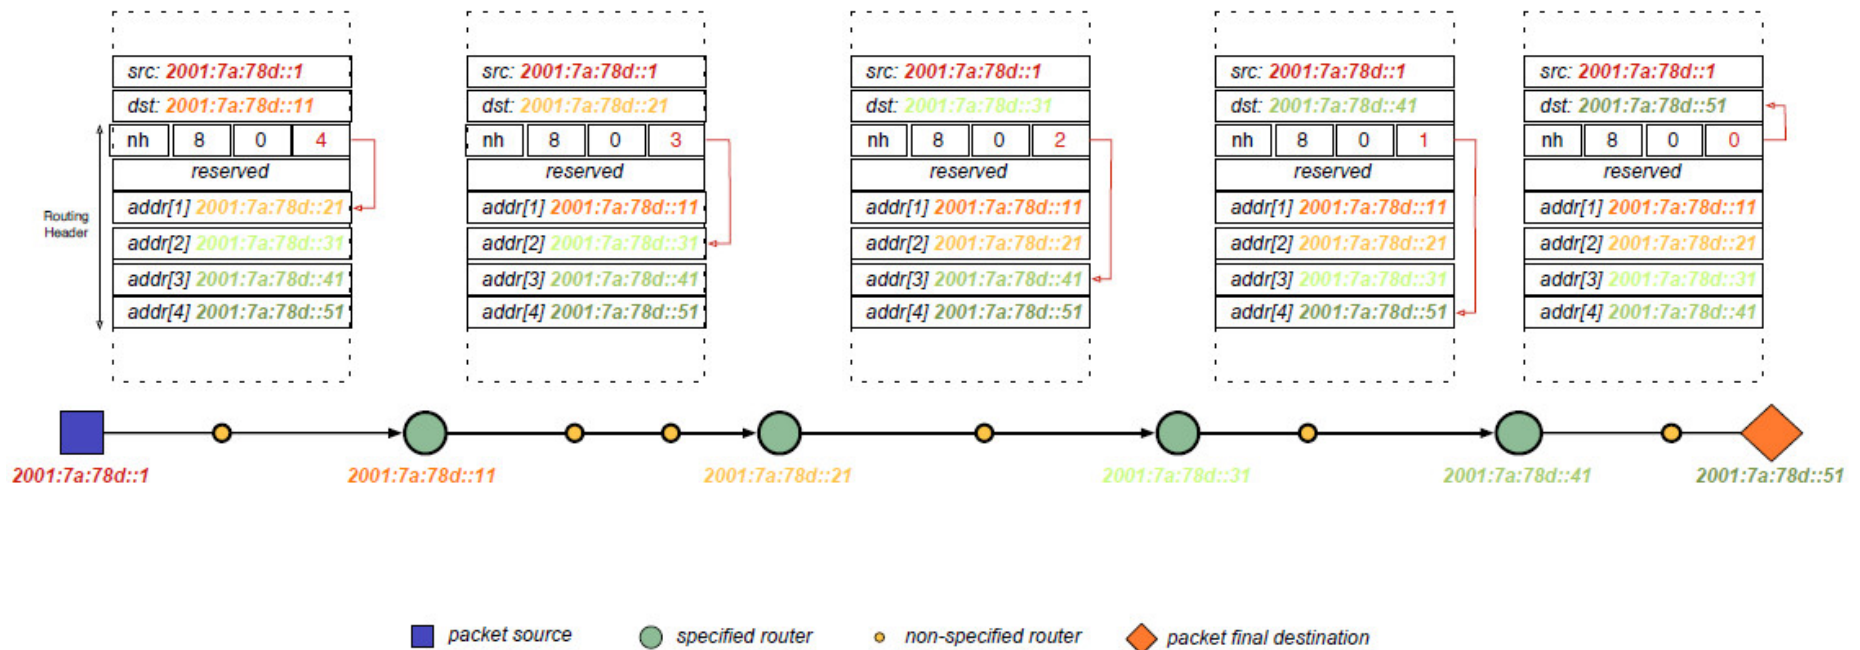 src: 2001:7a:78d::1
dst: 2001:7a:78d::11
nh 8 0 4
reserved
addr[1] 2001:7a:78d::21
addr[2] 2001:7a:78d::31
addr[3] 2001:7a:78d::41
addr[4] 2001:7a:78d::51
Routing
Header
src: 2001:7a:78d::1
dst: 2001:7a:78d::21
nh 8 0 3
reserved
addr[1] 2001:7a:78d::11
addr[2] 2001:7a:78d::31
addr[3] 2001:7a:78d::41
addr[4] 2001:7a:78d::51
src: 2001:7a:78d::1
dst: 2001:7a:78d::31
nh 8 0 2
reserved
addr[1] 2001:7a:78d::11
addr[2] 2001:7a:78d::21
addr[3] 2001:7a:78d::41
addr[4] 2001:7a:78d::51
src: 2001:7a:78d::1
dst: 2001:7a:78d::41
nh 8 0 1
reserved
addr[1] 2001:7a:78d::11
addr[2] 2001:7a:78d::21
addr[3] 2001:7a:78d::31
addr[4] 2001:7a:78d::51
src: 2001:7a:78d::1
dst: 2001:7a:78d::51
nh 8 0 0
reserved
addr[1] 2001:7a:78d::11
addr[2] 2001:7a:78d::21
addr[3] 2001:7a:78d::31
addr[4] 2001:7a:78d::41
2001:7a:78d::1
2001:7a:78d::11
2001:7a:78d::21
2001:7a:78d::31
2001:7a:78d::41
2001:7a:78d::51
packet source
specified router
non-specified router
packet final destination